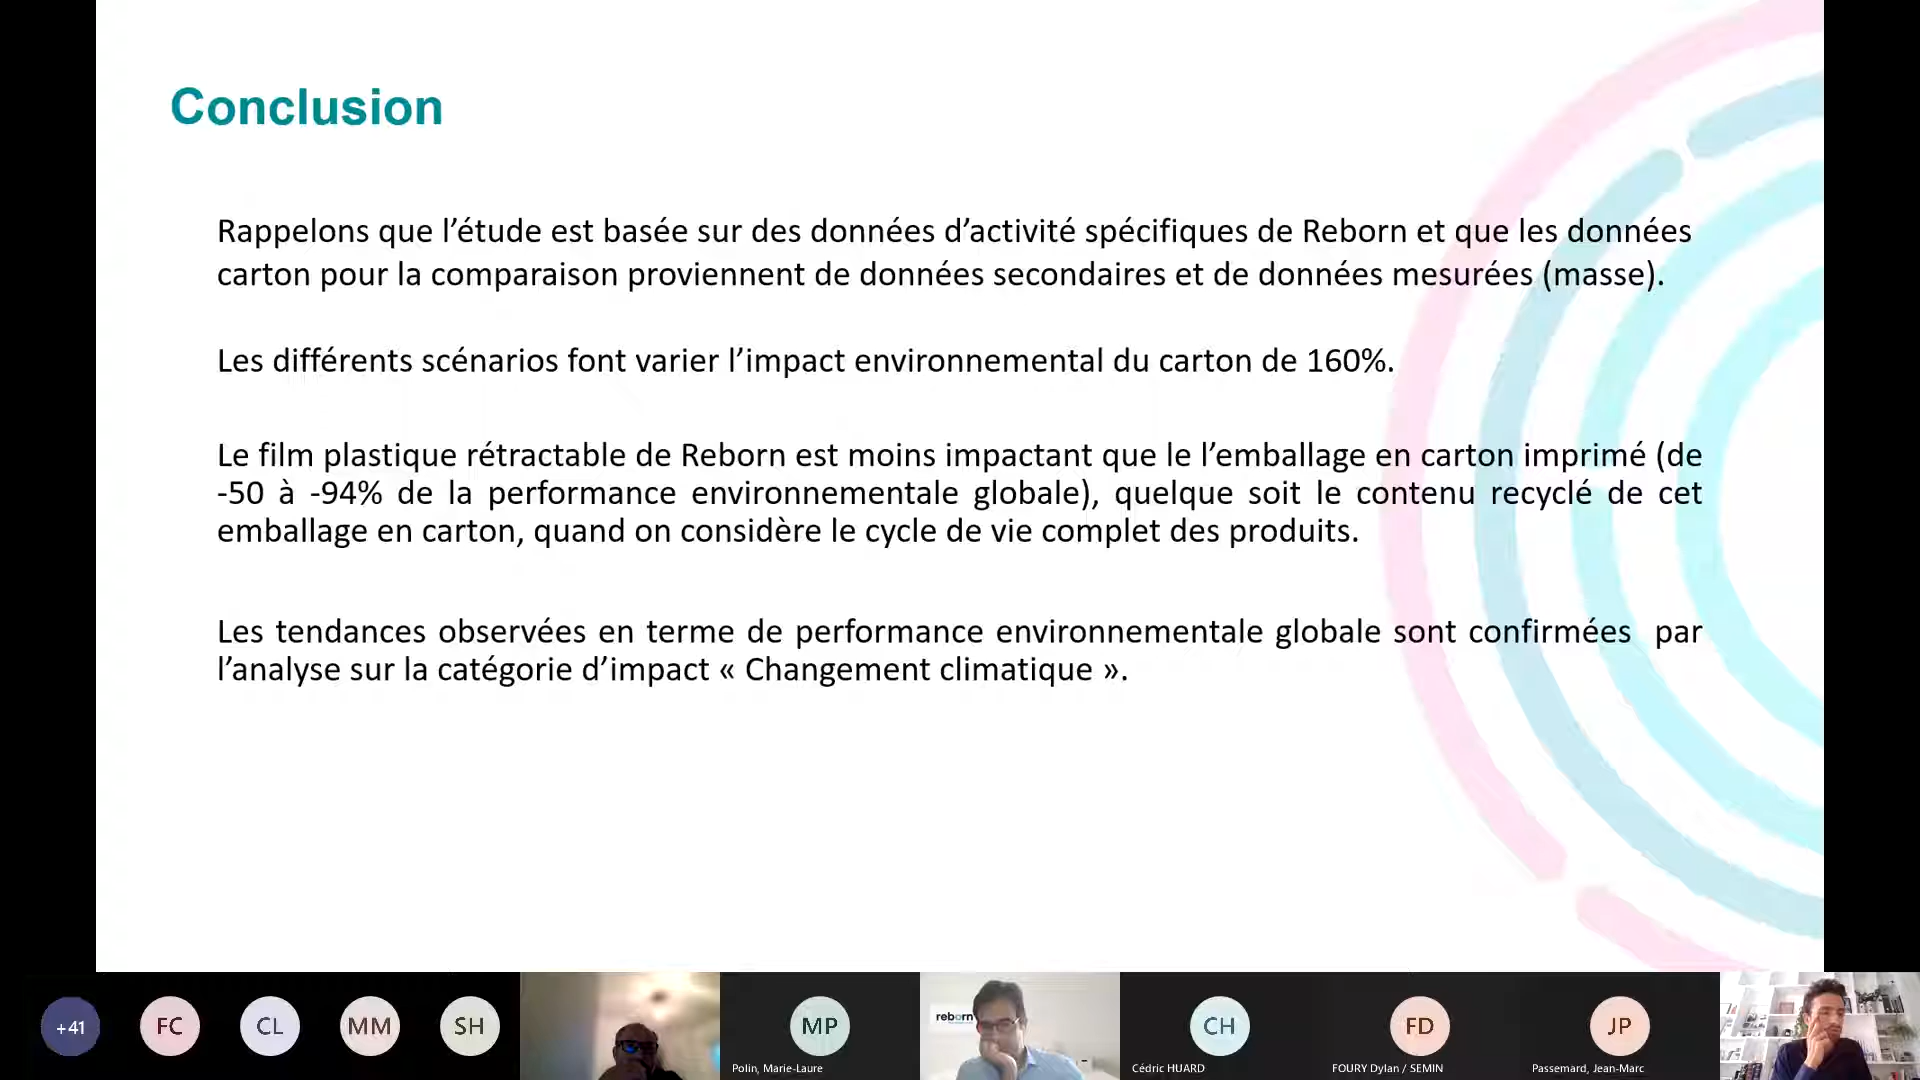 Conclusion
Rappelons que l’étude est basée sur des données d’activité spécifiques de Reborn et que les données
carton pour la comparaison proviennent de données secondaires et de données mesurées (masse).
Les différents scénarios font varier l’impact environnemental du carton de 160%.
Le film plastique rétractable de Reborn est moins impactant que le l’emballage en carton imprimé (de
-50 à -94% de la performance environnementale globale), quelque soit le contenu recyclé de cet
emballage en carton, quand on considère le cycle de vie complet des produits.
Les tendances observées en terme de performance environnementale globale sont confirmées par
l’analyse sur la catégorie d’impact « Changement climatique ».
+41
FC
CL
MM
SH
MP
Polin, Marie-Laure
reborn
CH
Cédric HUARD
FD
FOURY Dylan / SEMIN
JP
Passemard, Jean-Marc